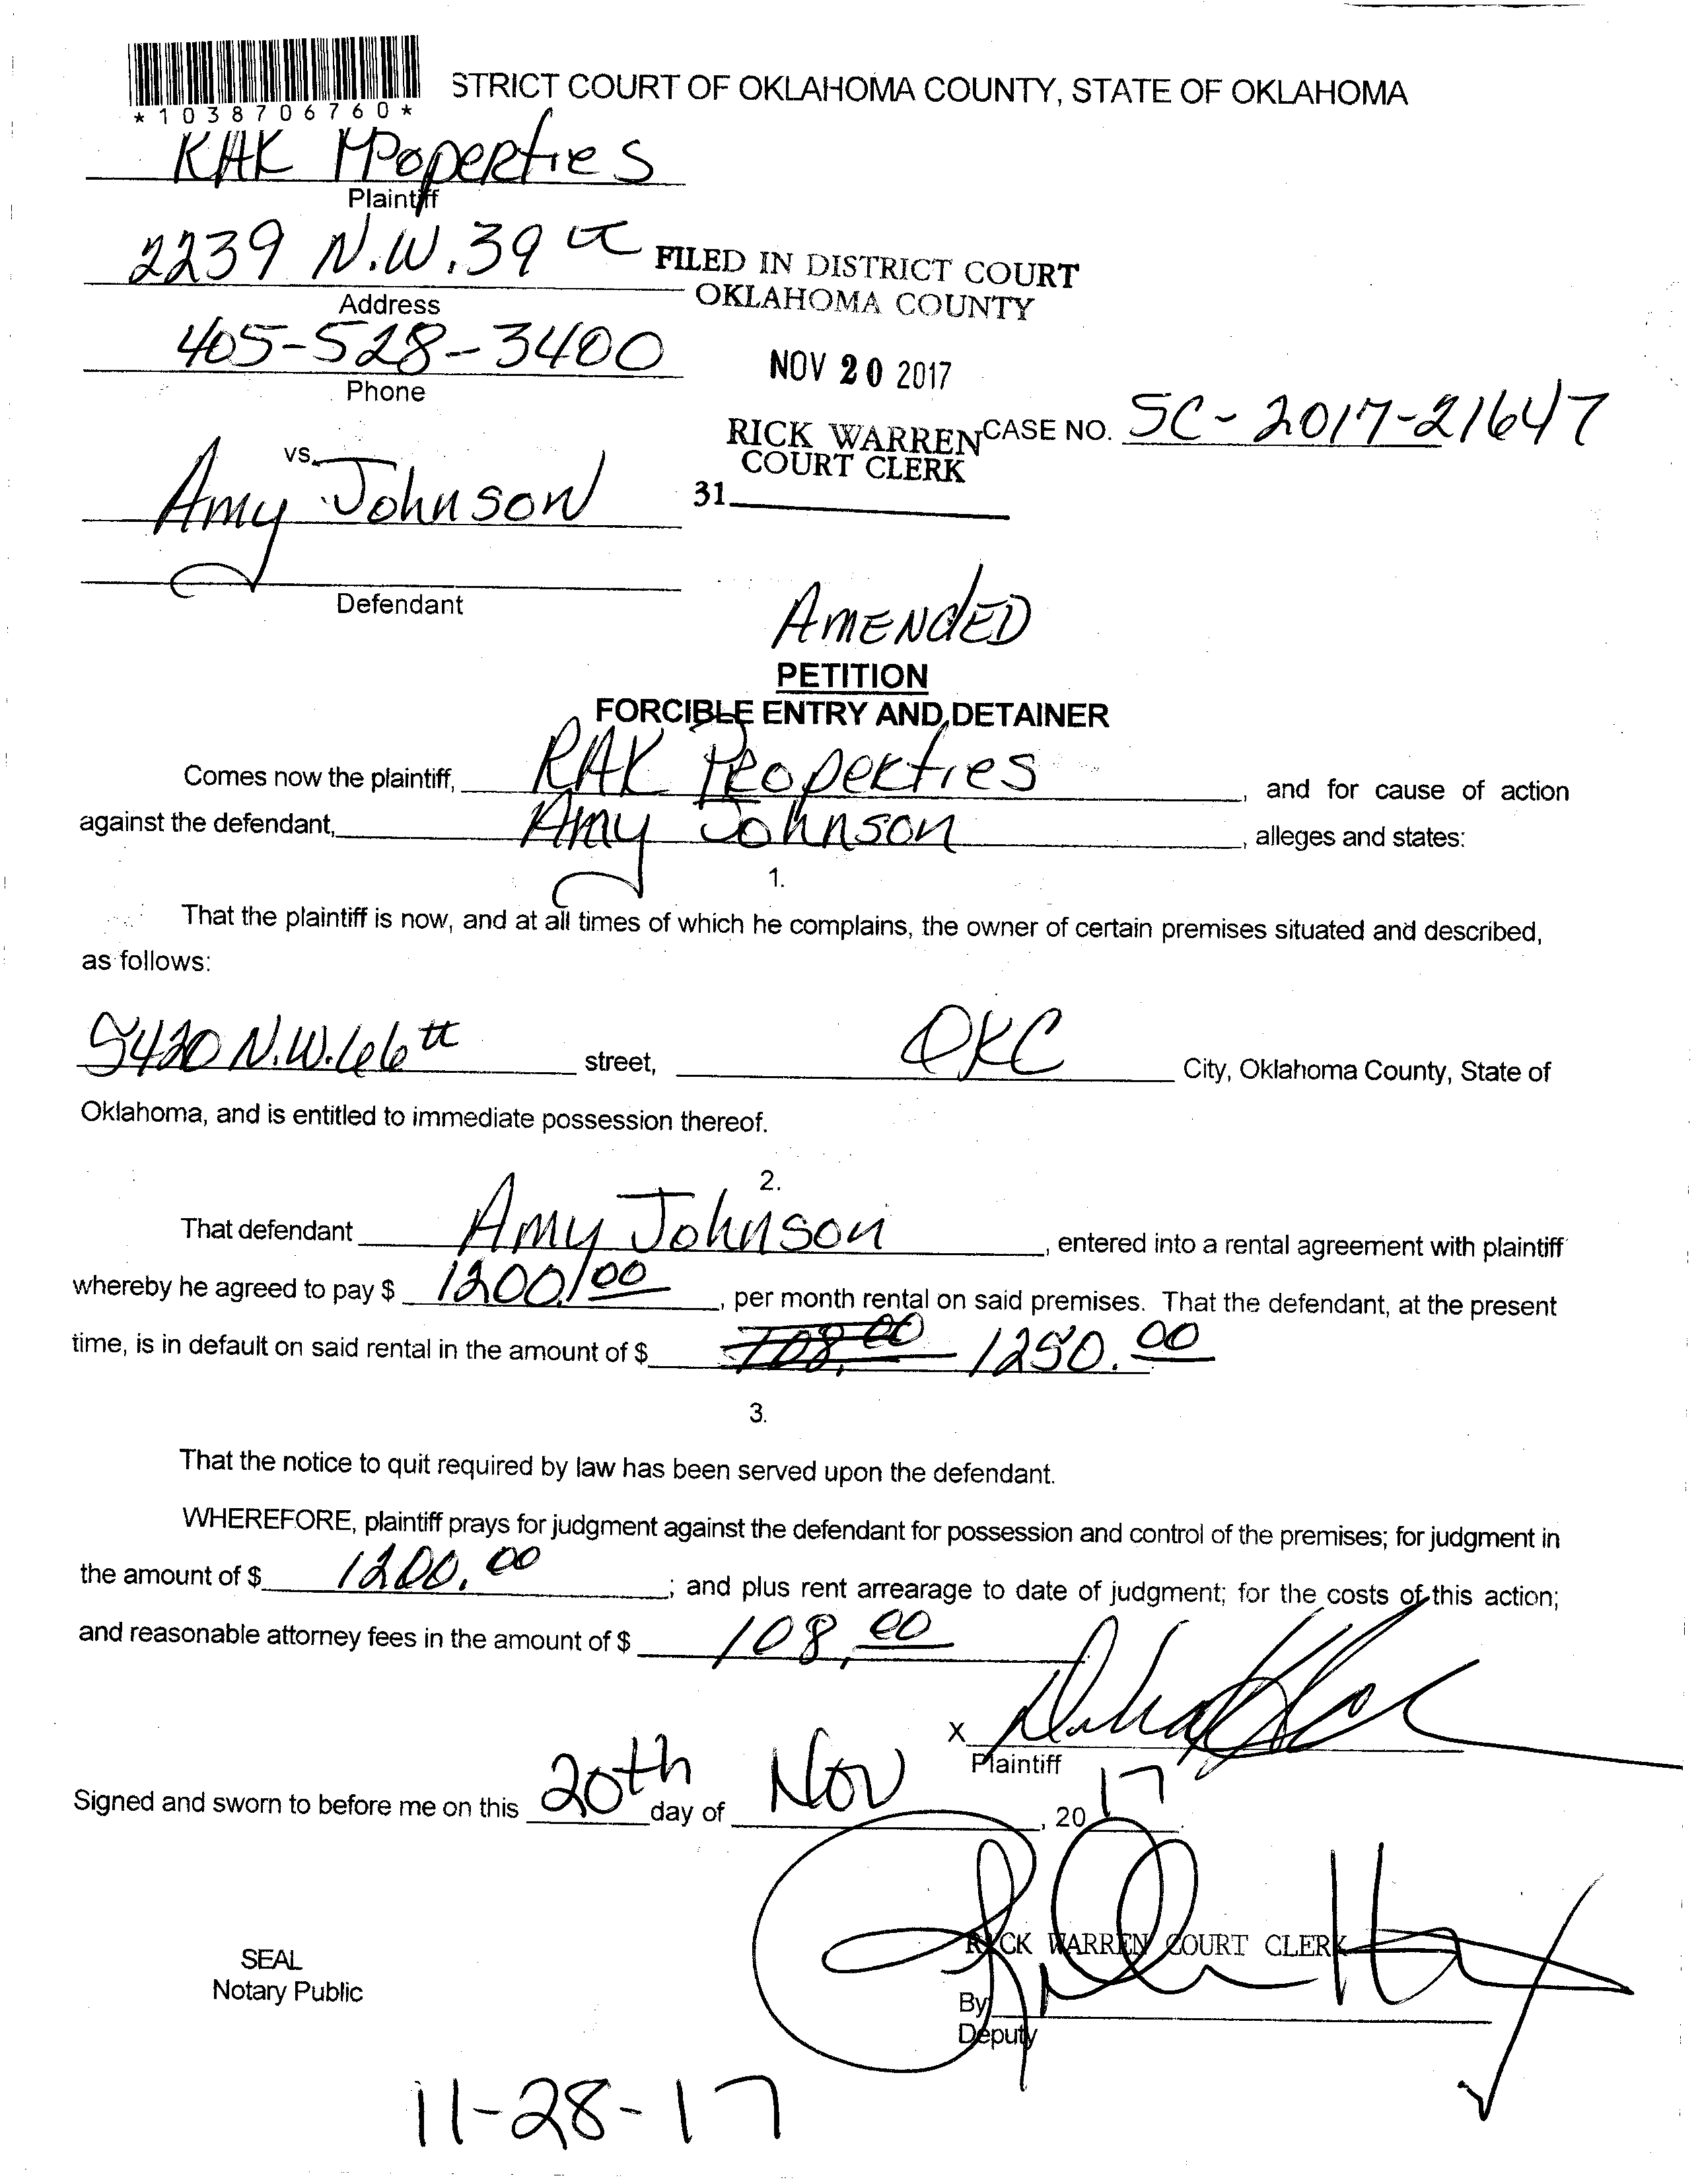 STRICT COURT OF OKLAHOMA COUNTY, STATE OF OKLAHOMA
*1038706760*
RAK Properties
Plaintiff
2239 N.W. 39th
Address
FILED IN DISTRICT COURT
OKLAHOMA COUNTY
405-528-3400
Phone
NOV 20 2017
RICK WARREN
COURT CLERK
31
CASE NO. SC-2017-21647
vs.
Amy Johnson
Defendant
AMENDED
PETITION
FORCIBLE ENTRY AND DETAINER
Comes now the plaintiff, RAK Properties, and for cause of action
against the defendant, Amy Johnson, alleges and states:
1.
That the plaintiff is now, and at all times of which he complains, the owner of certain premises situated and described,
as follows:
5420 N.W. 66th street, OKC City, Oklahoma County, State of
Oklahoma, and is entitled to immediate possession thereof.
2.
That defendant Amy Johnson, entered into a rental agreement with plaintiff
whereby he agreed to pay $ 1200.00, per month rental on said premises. That the defendant, at the present
time, is in default on said rental in the amount of $ 108.00 1250.00
3.
That the notice to quit required by law has been served upon the defendant.
WHEREFORE, plaintiff prays for judgment against the defendant for possession and control of the premises; for judgment in
the amount of $ 1200.00; and plus rent arrearage to date of judgment; for the costs of this action;
and reasonable attorney fees in the amount of $ 108.00
X
Plaintiff
Signed and sworn to before me on this 20th day of Nov, 2017
RICK WARREN COURT CLERK
SEAL
Notary Public
By
Deputy
11-28-17